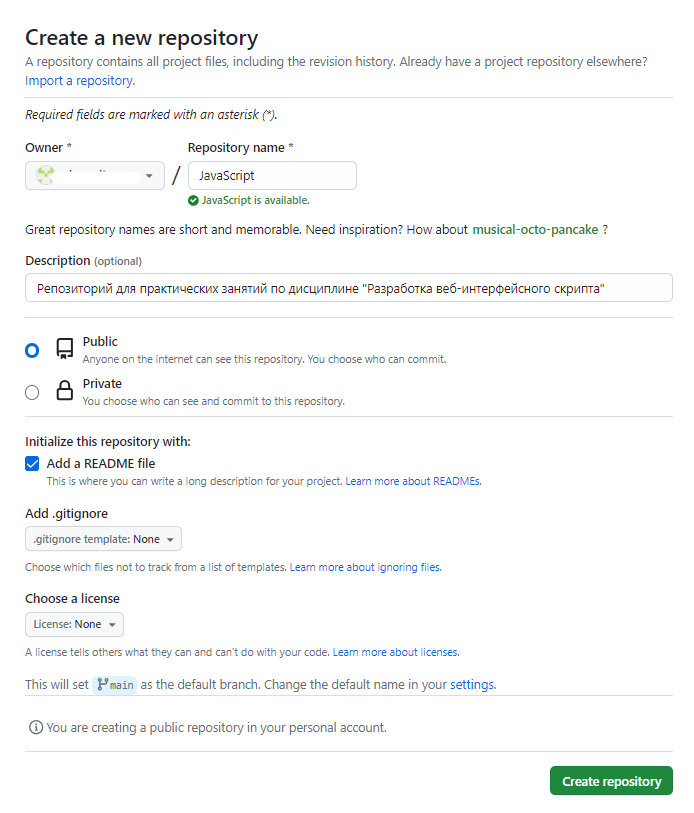 Create a new repository
A repository contains all project files, including the revision history. Already have a project repository elsewhere?
Import a repository.
Required fields are marked with an asterisk (*).
Owner * Repository name *
/ JavaScript
JavaScript is available.
Great repository names are short and memorable. Need inspiration? How about musical-octo-pancake ?
Description (optional)
Репозиторий для практических занятий по дисциплине "Разработка веб-интерфейсного скрипта"
Public
Anyone on the internet can see this repository. You choose who can commit.
Private
You choose who can see and commit to this repository.
Initialize this repository with:
Add a README file
This is where you can write a long description for your project. Learn more about READMEs.
Add .gitignore
.gitignore template: None
Choose which files not to track from a list of templates. Learn more about ignoring files.
Choose a license
License: None
A license tells others what they can and can't do with your code. Learn more about licenses.
This will set main as the default branch. Change the default name in your settings.
You are creating a public repository in your personal account.
Create repository